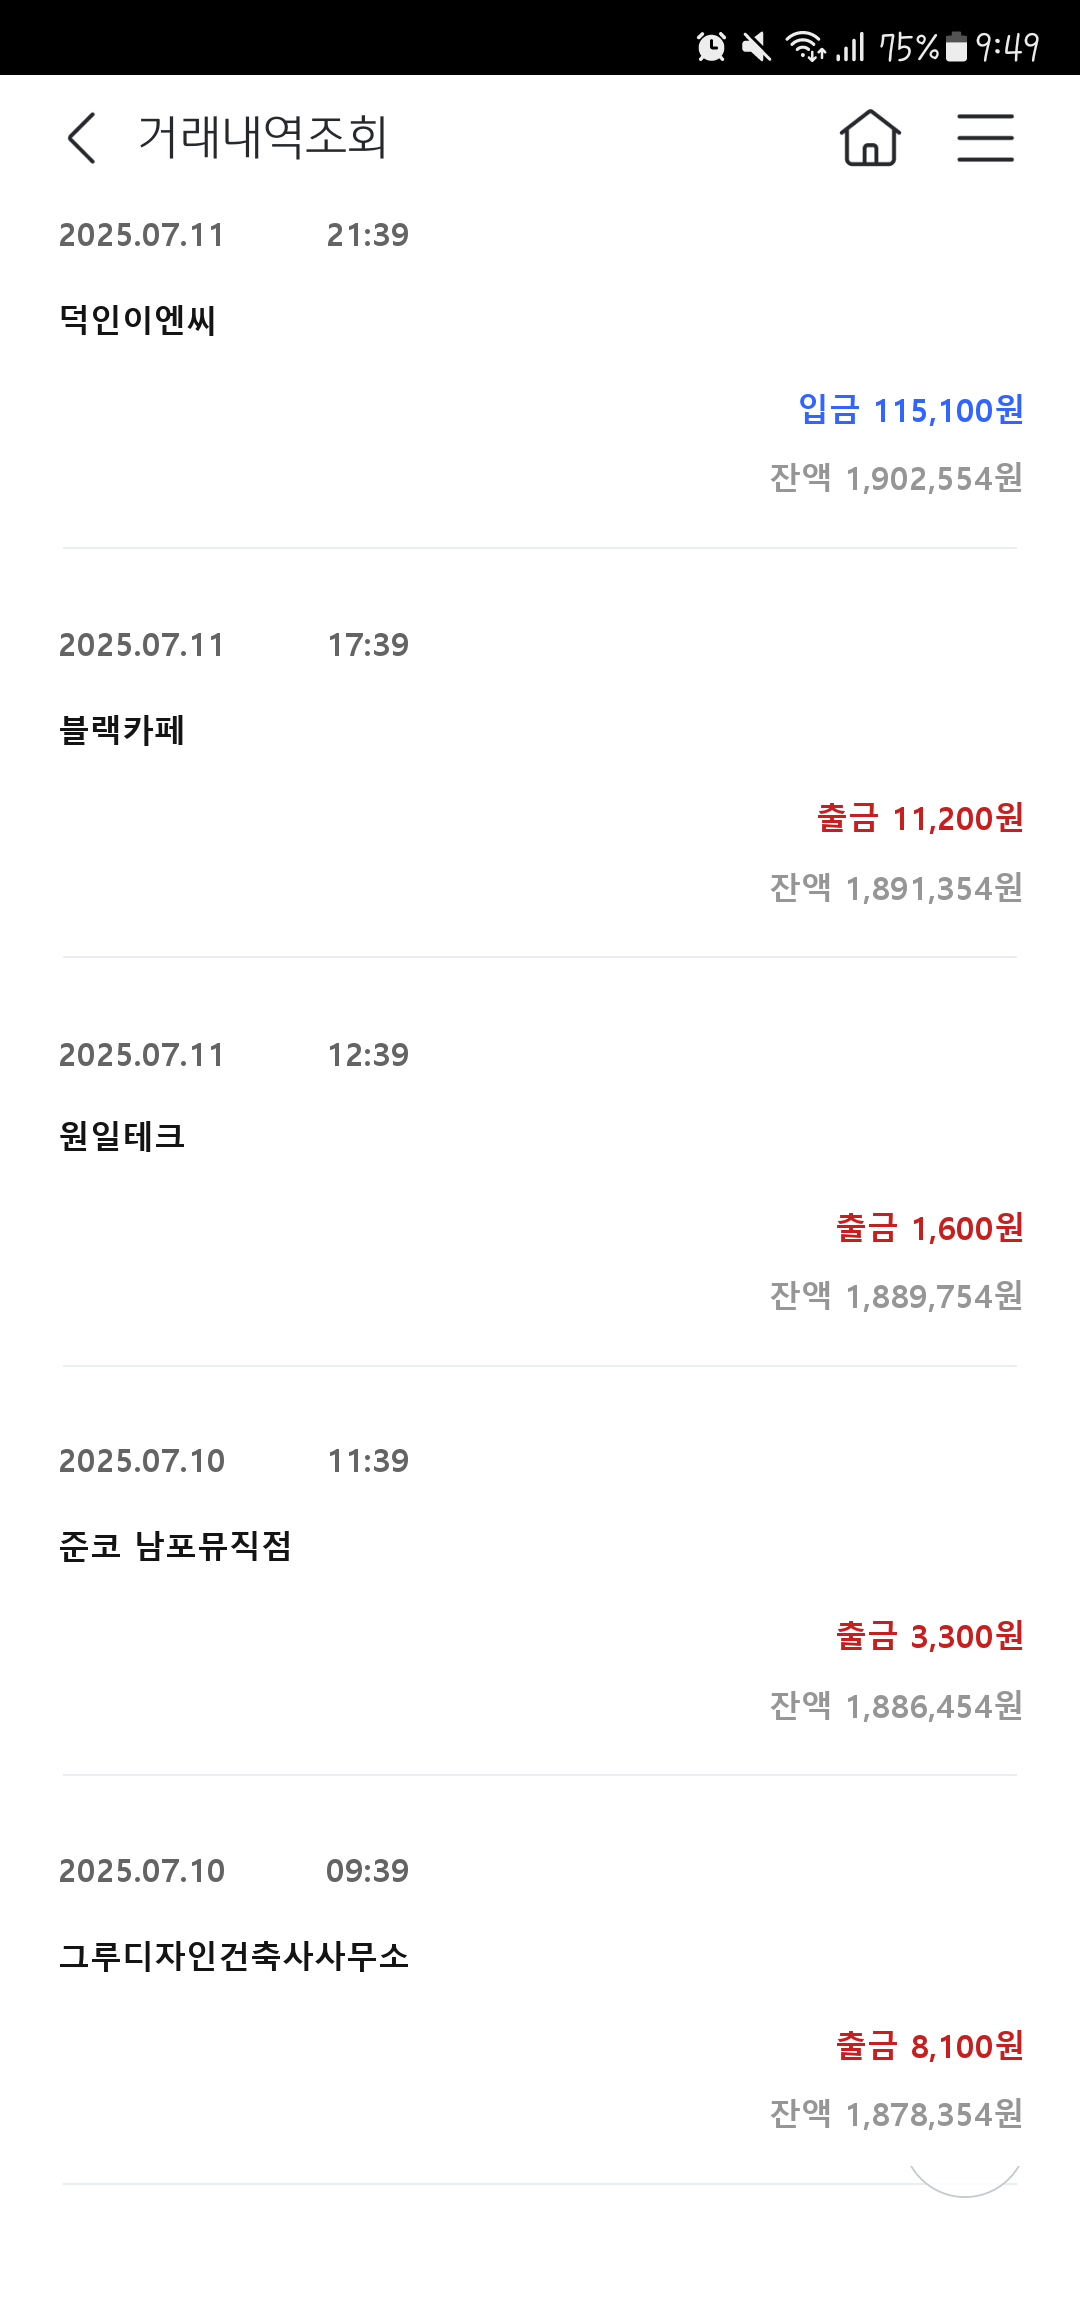 75% 9:49
거래내역조회
2025.07.11 21:39
덕인이엔씨
입금 115,100원
잔액 1,902,554원
2025.07.11 17:39
블랙카페
출금 11,200원
잔액 1,891,354원
2025.07.11 12:39
원일테크
출금 1,600원
잔액 1,889,754원
2025.07.10 11:39
준코 남포뮤직점
출금 3,300원
잔액 1,886,454원
2025.07.10 09:39
그루디자인건축사사무소
출금 8,100원
잔액 1,878,354원